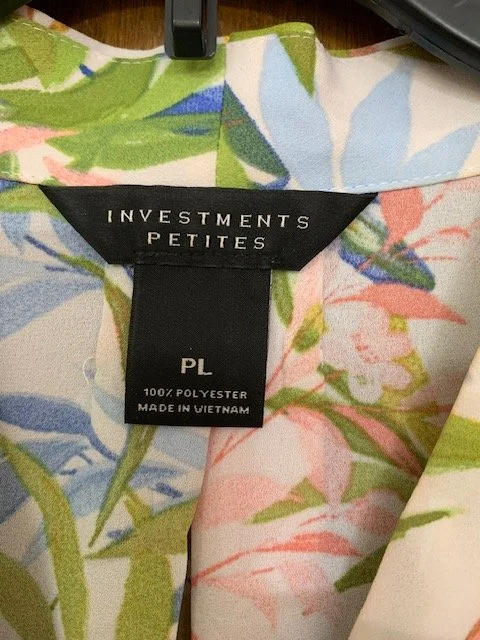 INVESTMENTS
PETITES
PL
100% POLYESTER
MADE IN VIETNAM